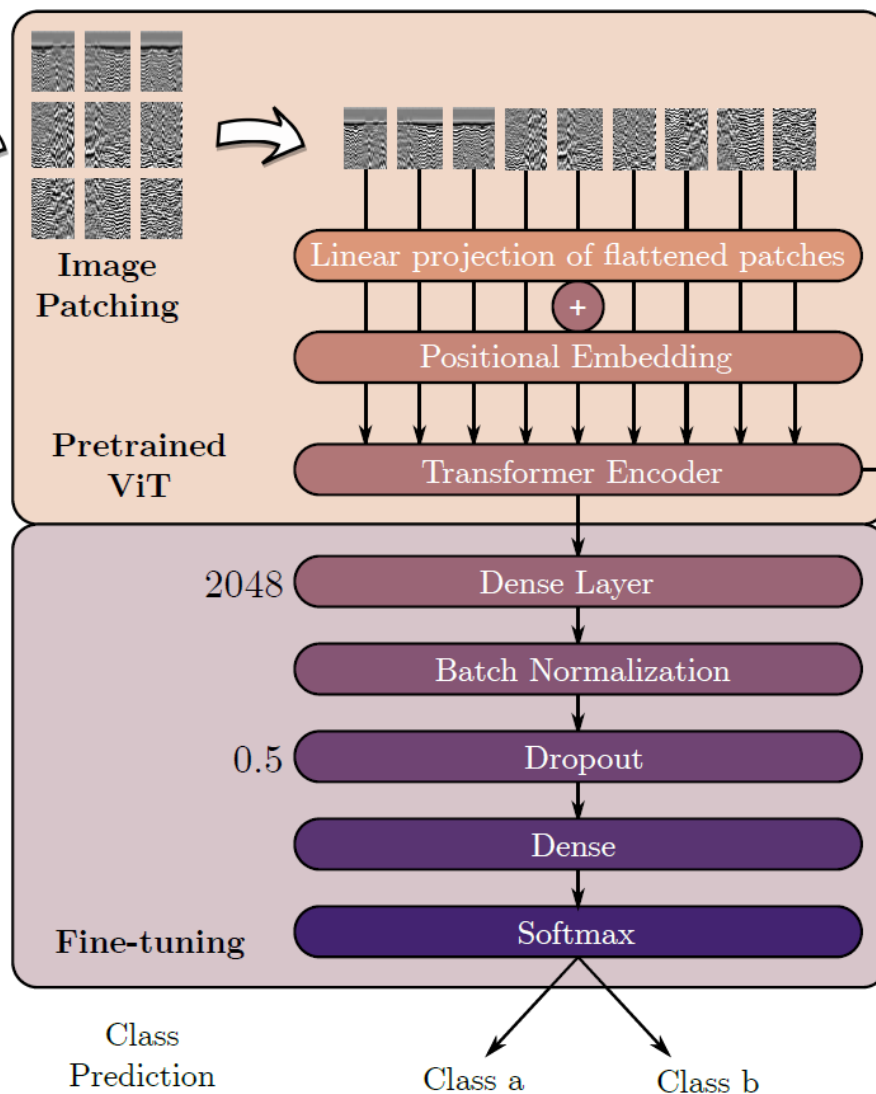 Image
Patching
Linear projection of flattened patches
+
Positional Embedding
Pretrained
ViT
Transformer Encoder
2048
Dense Layer
Batch Normalization
0.5
Dropout
Dense
Fine-tuning
Softmax
Class
Prediction
Class a
Class b